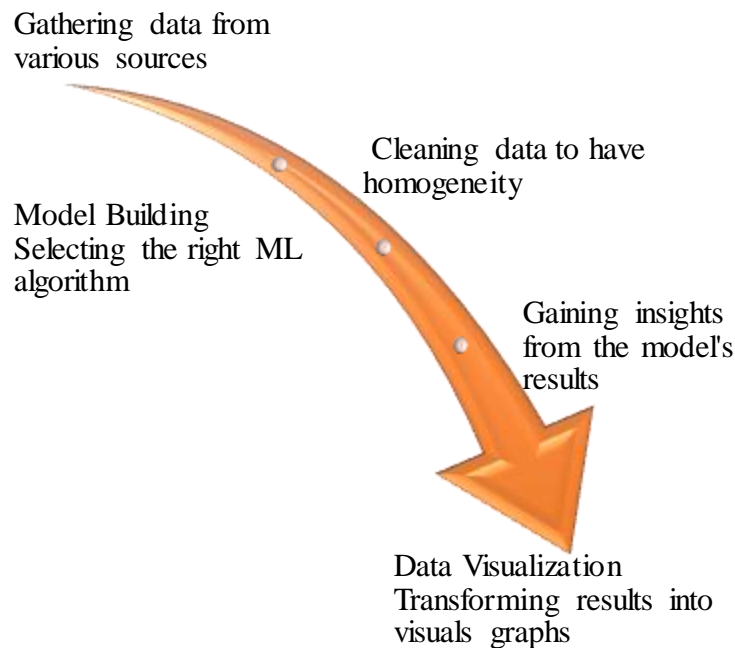 Gathering data from
various sources
Cleaning data to have
homogeneity
Model Building
Selecting the right ML
algorithm
Gaining insights
from the model's
results
Data Visualization
Transforming results into
visuals graphs